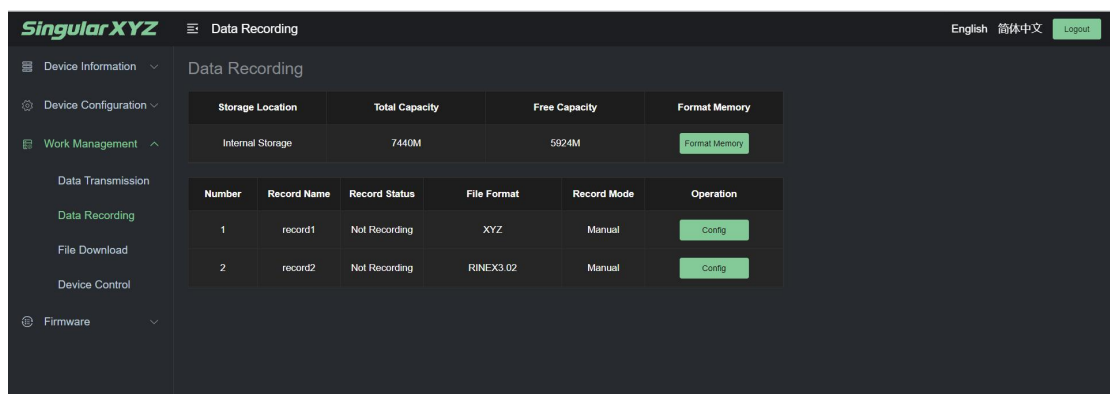 SingularXYZ Data Recording English 简体中文 Logout
Device Information
Device Configuration
Work Management
Data Transmission
Data Recording
File Download
Device Control
Firmware
Data Recording
Storage Location Total Capacity Free Capacity Format Memory
Internal Storage 7440M 5924M Format Memory
Number Record Name Record Status File Format Record Mode Operation
1 record1 Not Recording XYZ Manual Config
2 record2 Not Recording RINEX3.02 Manual Config